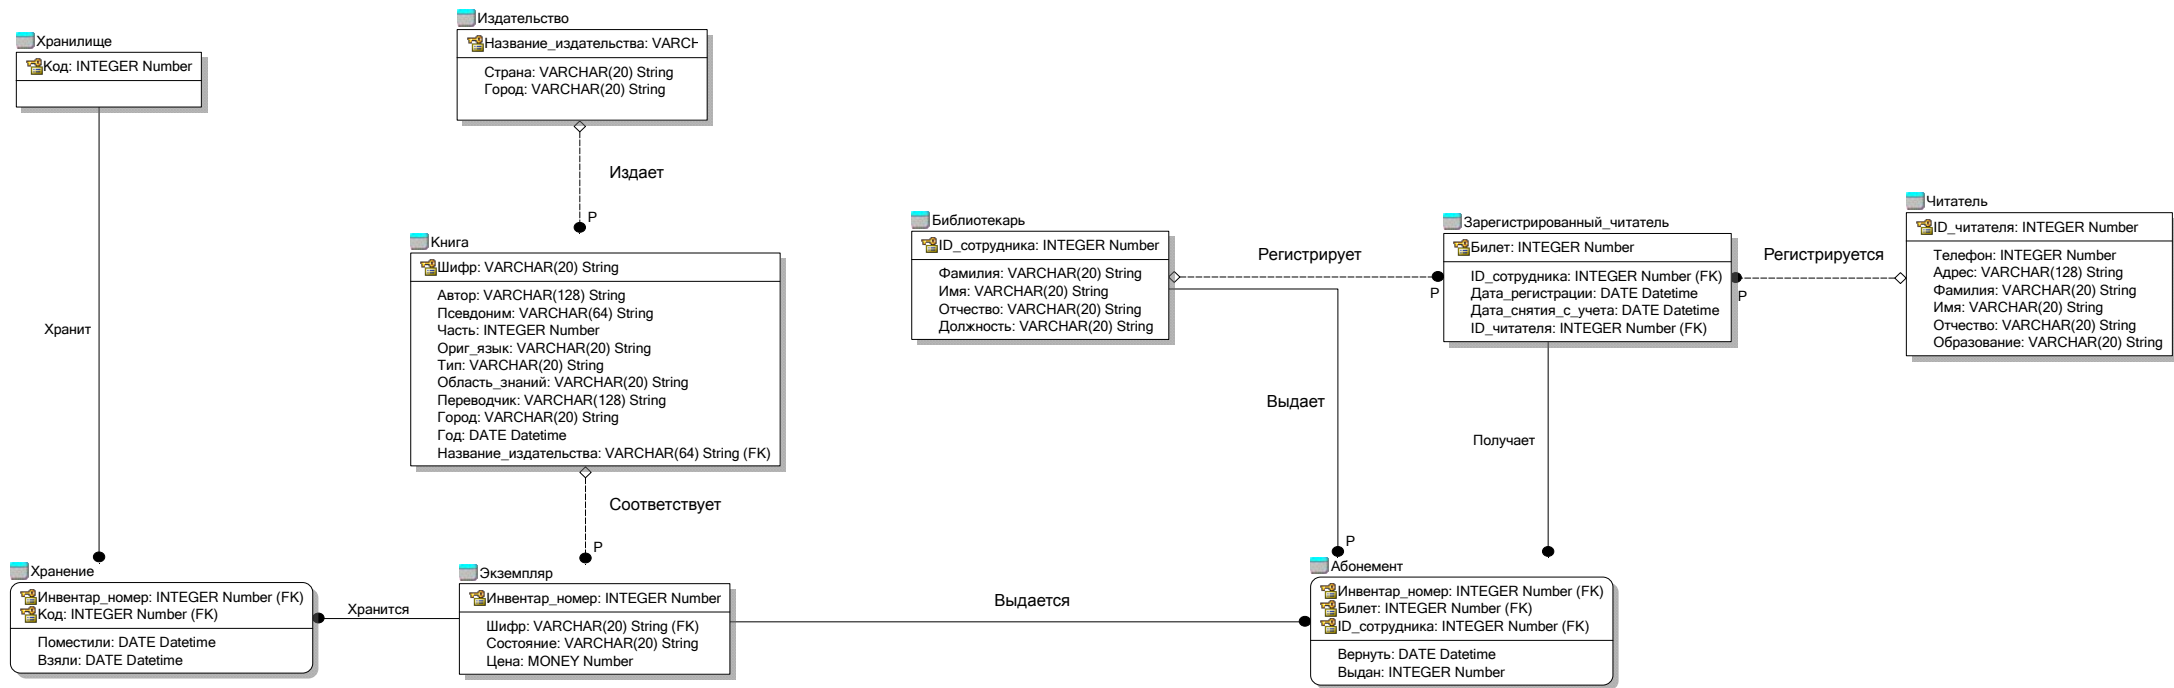 Хранилище
Код: INTEGER Number
Издательство
Название_издательства: VARCH
Страна: VARCHAR(20) String
Город: VARCHAR(20) String
Издает
P
Книга
Шифр: VARCHAR(20) String
Автор: VARCHAR(128) String
Псевдоним: VARCHAR(64) String
Часть: INTEGER Number
Ориг_язык: VARCHAR(20) String
Тип: VARCHAR(20) String
Область_знаний: VARCHAR(20) String
Переводчик: VARCHAR(128) String
Город: VARCHAR(20) String
Год: DATE Datetime
Название_издательства: VARCHAR(64) String (FK)
Хранит
Соответствует
P
Библиотекарь
ID_сотрудника: INTEGER Number
Фамилия: VARCHAR(20) String
Имя: VARCHAR(20) String
Отчество: VARCHAR(20) String
Должность: VARCHAR(20) String
Регистрирует
P
Зарегистрированный_читатель
Билет: INTEGER Number
ID_сотрудника: INTEGER Number (FK)
Дата_регистрации: DATE Datetime
Дата_снятия_с_учета: DATE Datetime
ID_читателя: INTEGER Number (FK)
Регистрируется
P
Читатель
ID_читателя: INTEGER Number
Телефон: INTEGER Number
Адрес: VARCHAR(128) String
Фамилия: VARCHAR(20) String
Имя: VARCHAR(20) String
Отчество: VARCHAR(20) String
Образование: VARCHAR(20) String
Выдает
P
Получает
Хранение
Инвентар_номер: INTEGER Number (FK)
Код: INTEGER Number (FK)
Поместили: DATE Datetime
Взяли: DATE Datetime
Хранится
Экземпляр
Инвентар_номер: INTEGER Number
Шифр: VARCHAR(20) String (FK)
Состояние: VARCHAR(20) String
Цена: MONEY Number
Выдается
Абонемент
Инвентар_номер: INTEGER Number (FK)
Билет: INTEGER Number (FK)
ID_сотрудника: INTEGER Number (FK)
Вернуть: DATE Datetime
Выдан: INTEGER Number